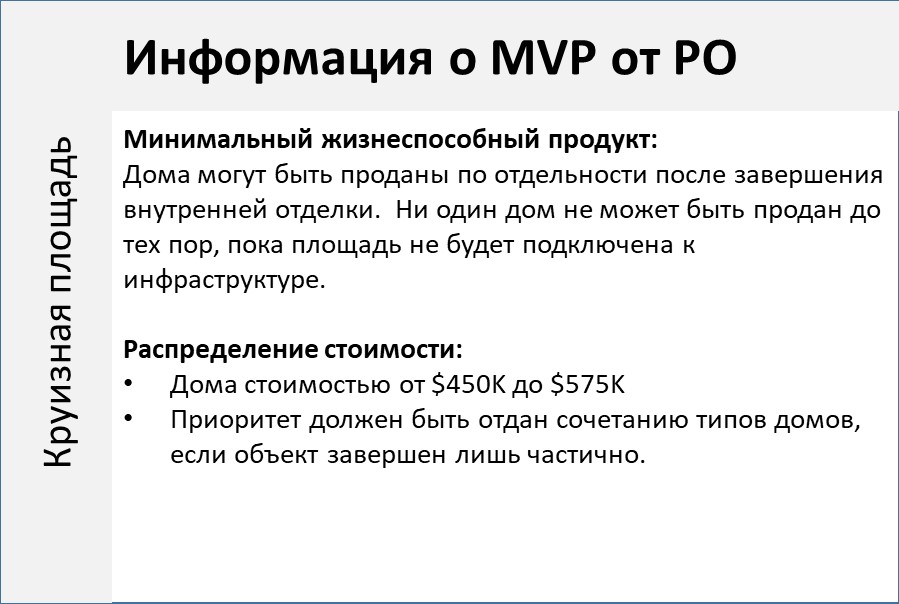 Информация о MVP от PO
Круизная площадь
Минимальный жизнеспособный продукт:
Дома могут быть проданы по отдельности после завершения
внутренней отделки.  Ни один дом не может быть продан до
тех пор, пока площадь не будет подключена к
инфраструктуре.
Распределение стоимости:
• Дома стоимостью от $450K до $575K
• Приоритет должен быть отдан сочетанию типов домов,
если объект завершен лишь частично.